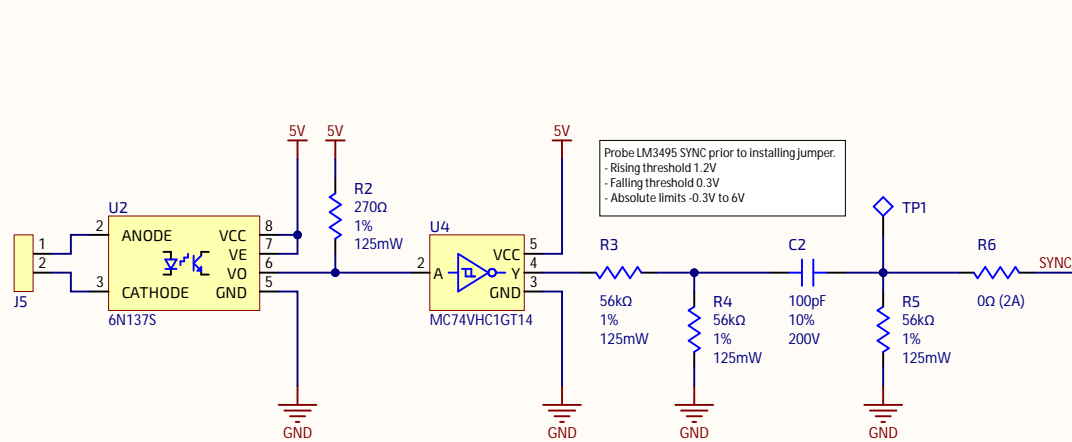 5V
5V
5V
Probe LM3495 SYNC prior to installing jumper.
- Rising threshold 1.2V
- Falling threshold 0.3V
- Absolute limits -0.3V to 6V
R2
270Ω
1%
125mW
TP1
U2
2
ANODE
VCC
8
VE
7
VO
6
3
CATHODE
GND
5
6N137S
1
2
J5
U4
VCC
5
2
A
Y
4
GND
3
MC74VHC1GT14
R3
56kΩ
1%
125mW
R4
56kΩ
1%
125mW
C2
100pF
10%
200V
R5
56kΩ
1%
125mW
R6
0Ω (2A)
SYNC
GND
GND
GND
GND